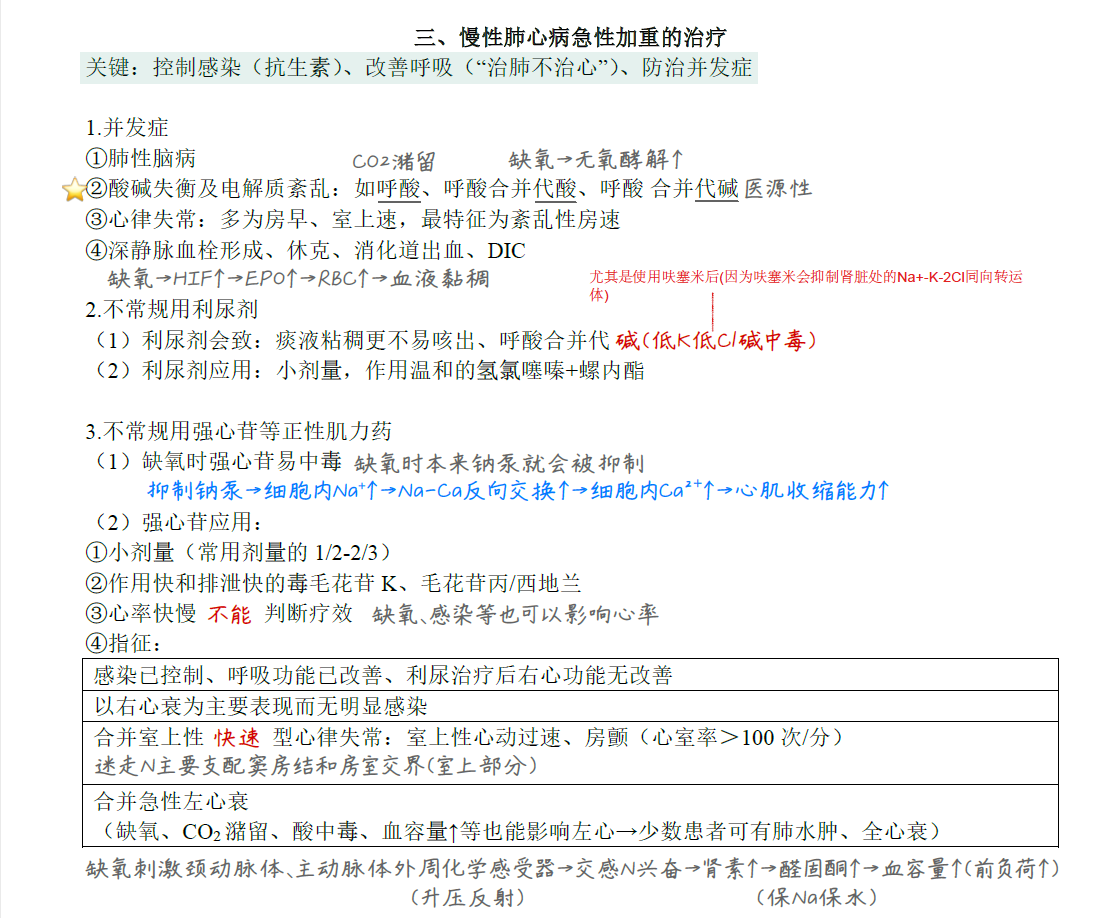 三、慢性肺心病急性加重的治疗
关键：控制感染（抗生素）、改善呼吸（“治肺不治心”）、防治并发症
1.并发症
①肺性脑病
CO2潴留 缺氧→无氧酵解↑
②酸碱失衡及电解质紊乱：如呼酸、呼酸合并代酸、呼酸 合并代碱 医源性
③心律失常：多为房早、室上速，最特征为紊乱性房速
④深静脉血栓形成、休克、消化道出血、DIC
缺氧→HIF↑→EPO↑→RBC↑→血液黏稠
尤其是使用呋塞米后(因为呋塞米会抑制肾脏处的Na+-K-2Cl同向转运
体)
2.不常规用利尿剂
（1）利尿剂会致：痰液粘稠更不易咳出、呼酸合并代 碱(低K低Cl碱中毒)
（2）利尿剂应用：小剂量，作用温和的氢氯噻嗪+螺内酯
3.不常规用强心苷等正性肌力药
（1）缺氧时强心苷易中毒 缺氧时本来钠泵就会被抑制
抑制钠泵→细胞内Na⁺↑→Na-Ca反向交换↑→细胞内Ca²⁺↑→心肌收缩能力↑
（2）强心苷应用：
①小剂量（常用剂量的 1/2-2/3）
②作用快和排泄快的毒毛花苷 K、毛花苷丙/西地兰
③心率快慢 不能 判断疗效 缺氧、感染等也可以影响心率
④指征：
感染已控制、呼吸功能已改善、利尿治疗后右心功能无改善
以右心衰为主要表现而无明显感染
合并室上性 快速 型心律失常：室上性心动过速、房颤（心室率＞100 次/分）
迷走N主要支配窦房结和房室交界(室上部分)
合并急性左心衰
（缺氧、CO₂潴留、酸中毒、血容量↑等也能影响左心→少数患者可有肺水肿、全心衰）
缺氧刺激颈动脉体、主动脉体外周化学感受器→交感N兴奋→肾素↑→醛固酮↑→血容量↑(前负荷↑)
(升压反射) (保Na保水)